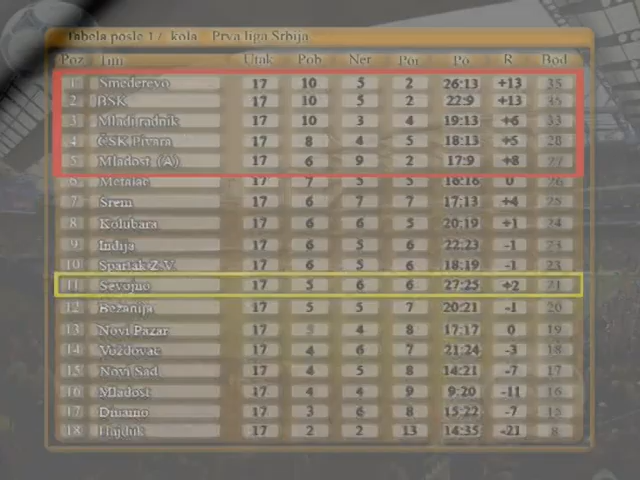 Tabela posle 17. kola Prva liga Srbija
Poz Tim Utak Pob Ner Por Po R Bod
1 Smederevo 17 10 5 2 26:13 +13 35
2 BSK 17 10 5 2 22:9 +13 35
3 Mladi radnik 17 10 3 4 19:13 +6 33
4 ČSK Pivara 17 8 4 5 18:13 +5 28
5 Mladost (A) 17 6 9 2 17:9 +8 27
6 Metalac 17 7 5 5 16:16 0 26
7 Srem 17 6 7 7 17:13 +4 25
8 Kolubara 17 6 6 5 20:19 +1 24
9 Inđija 17 6 5 6 22:23 -1 23
10 Spartak Z.V. 17 6 5 6 18:19 -1 23
11 Sevojno 17 5 6 6 27:25 +2 21
12 Bežanija 17 5 5 7 20:21 -1 20
13 Novi Pazar 17 5 4 8 17:17 0 19
14 Voždovac 17 4 6 7 21:24 -3 18
15 Novi Sad 17 4 5 8 14:21 -7 17
16 Mladost 17 4 4 9 9:20 -11 16
17 Dinamo 17 3 6 8 15:22 -7 15
18 Hajduk 17 2 2 13 14:35 -21 8